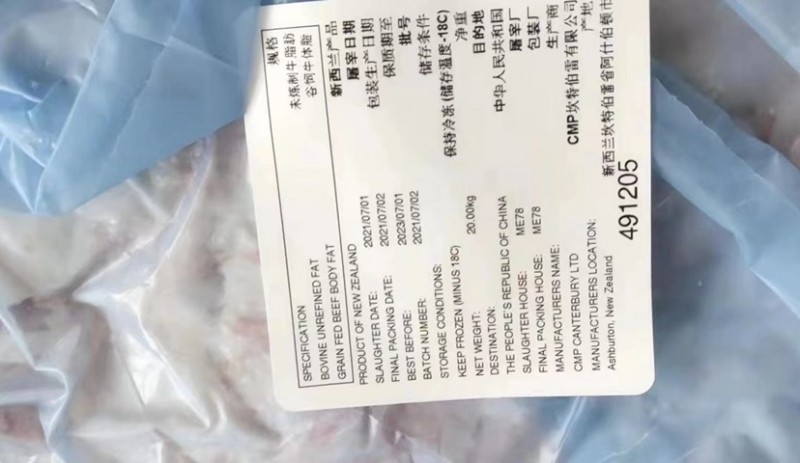 SPECIFICATION 规格
BOVINE UNREFINED FAT 未炼制牛脂肪
GRAIN FED BEEF BODY FAT 谷饲牛体脂
PRODUCT OF NEW ZEALAND 新西兰产品
SLAUGHTER DATE: 2021/07/01 屠宰日期
FINAL PACKING DATE: 2021/07/02 包装生产日期
BEST BEFORE: 2023/07/01 保质期至
BATCH NUMBER: 2021/07/02 批号
STORAGE CONDITIONS: 储存条件
KEEP FROZEN (MINUS 18C) 保持冷冻(储存温度-18C)
NET WEIGHT: 20.00kg 净重
DESTINATION: 目的地
THE PEOPLE'S REPUBLIC OF CHINA 中华人民共和国
SLAUGHTER HOUSE: ME78 屠宰厂
FINAL PACKING HOUSE: ME78 包装厂
MANUFACTURERS NAME: 生产商
CMP CANTERBURY LTD CMP坎特伯雷有限公司
MANUFACTURERS LOCATION: 产地
Ashburton, New Zealand 新西兰坎特伯雷省阿什伯顿市
491205